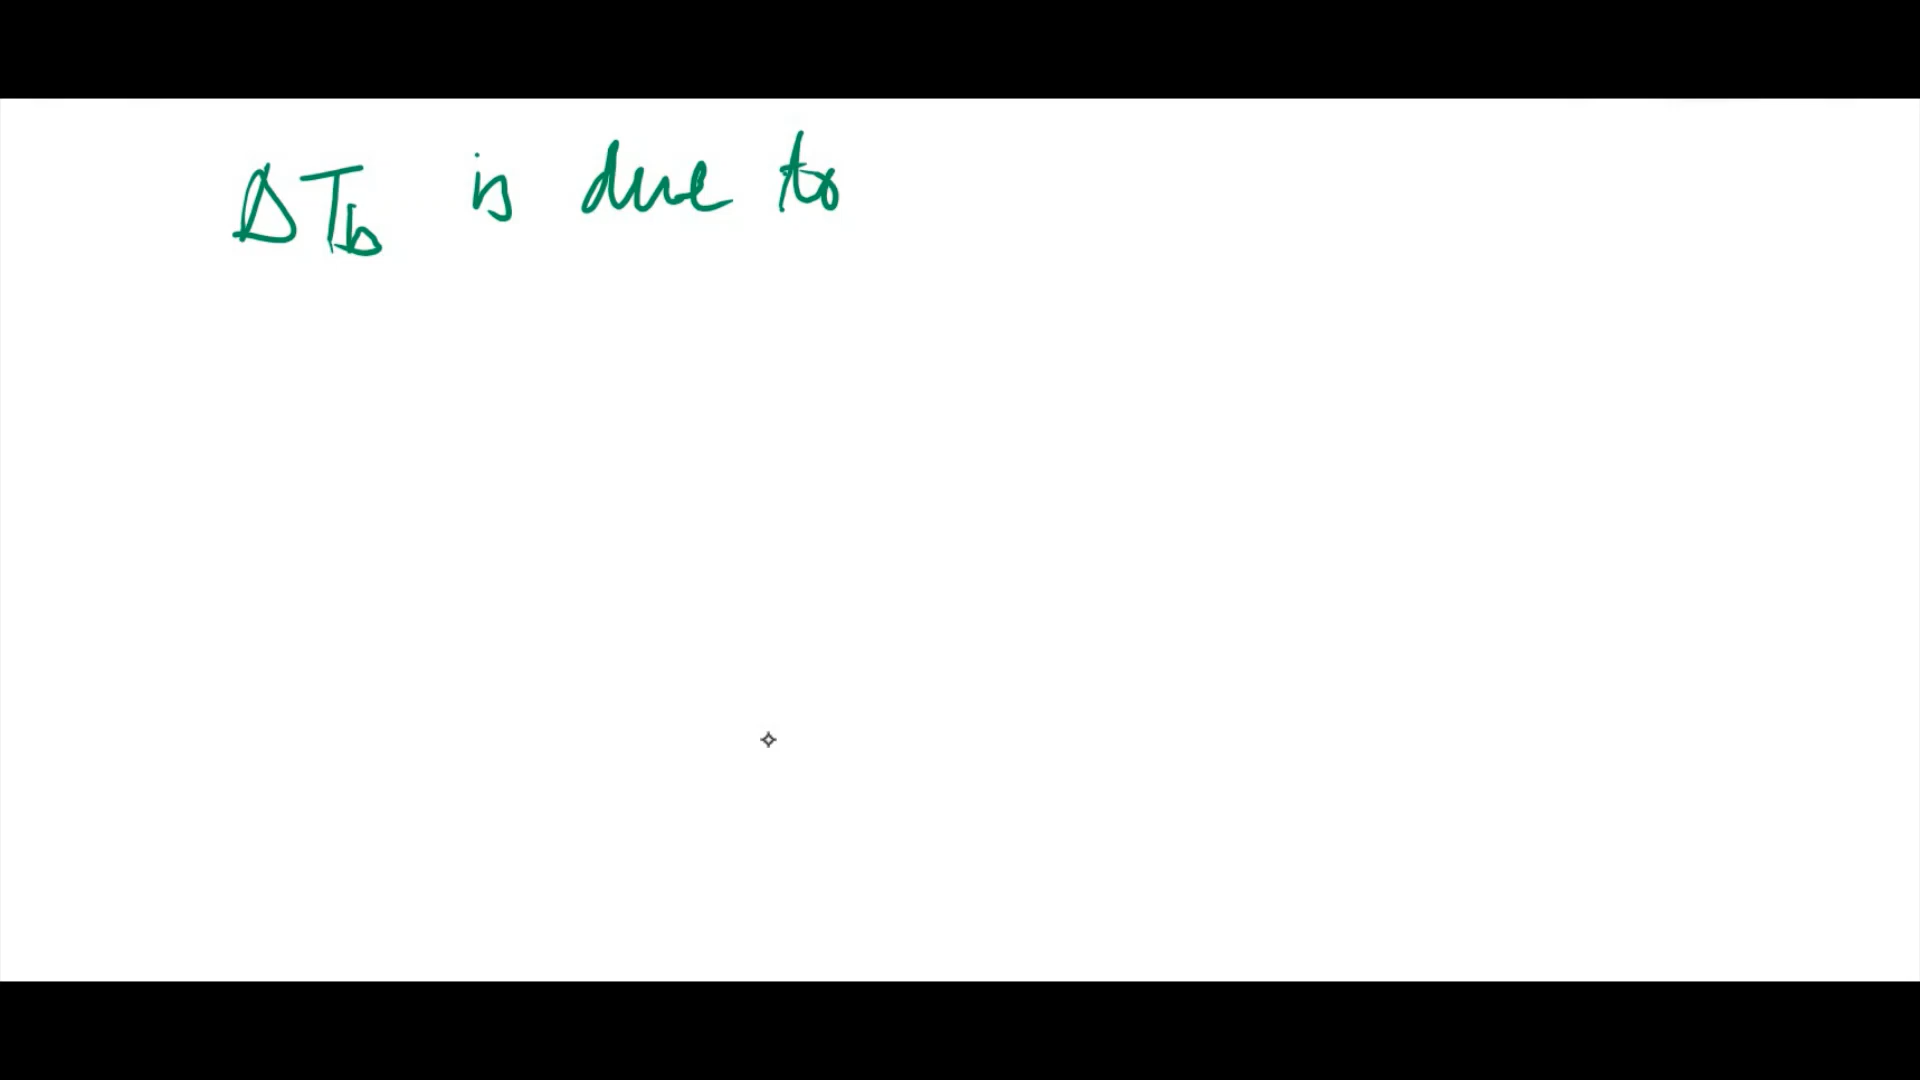 ΔTb is due to